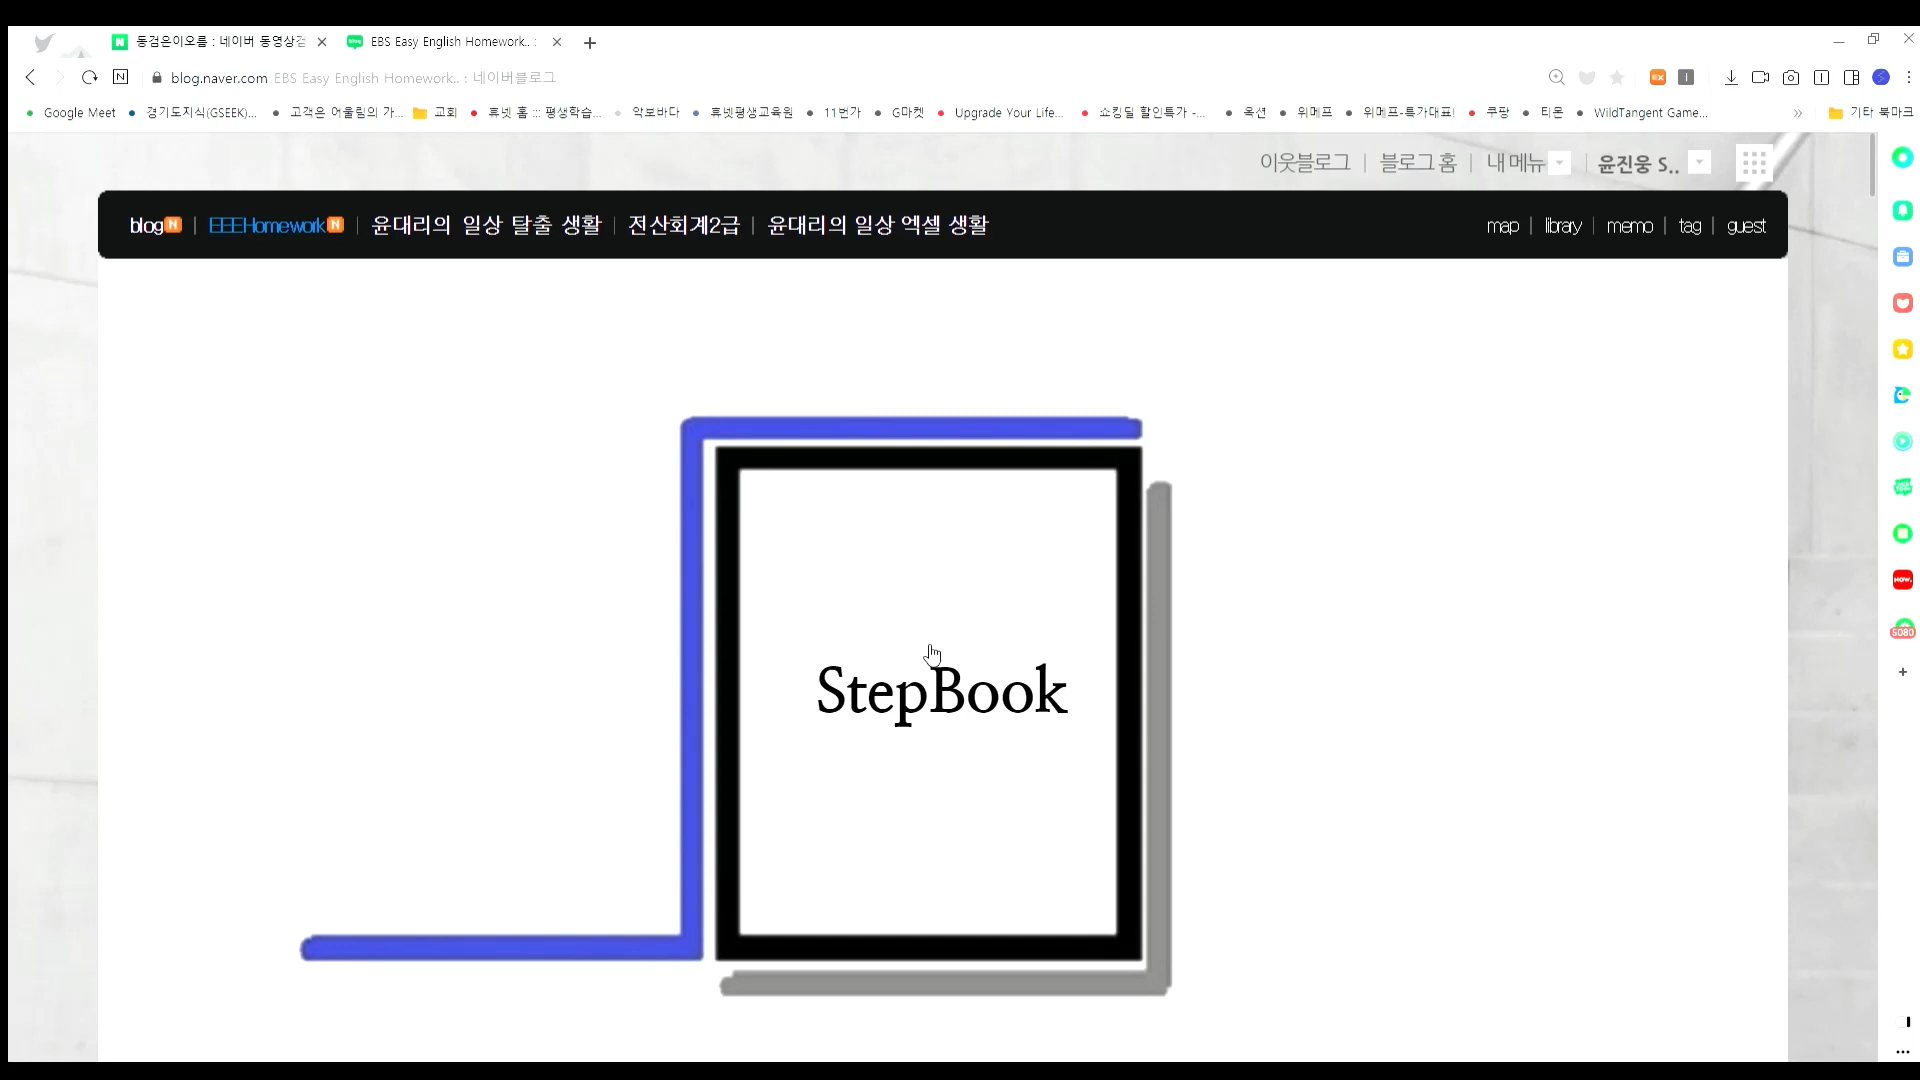 동검은이오름 : 네이버 동영상검
EBS Easy English Homework.. :
blog.naver.com EBS Easy English Homework.. : 네이버블로그
Google Meet 경기도지식(GSEEK)... 고객은 어울림의 가... 교회 휴넷 홈 ::: 평생학습... 악보바다 휴넷평생교육원 11번가 G마켓 Upgrade Your Life... 쇼킹딜 할인특가 -... 옥션 위메프 위메프-특가대표! 쿠팡 티몬 WildTangent Game... » 기타 북마크
이웃블로그 | 블로그 홈 | 내 메뉴 | 윤진웅 S..
blog N | EEEHomework N | 윤대리의 일상 탈출 생활 | 전산회계2급 | 윤대리의 일상 엑셀 생활
map | library | memo | tag | guest
StepBook
NOW.
5080